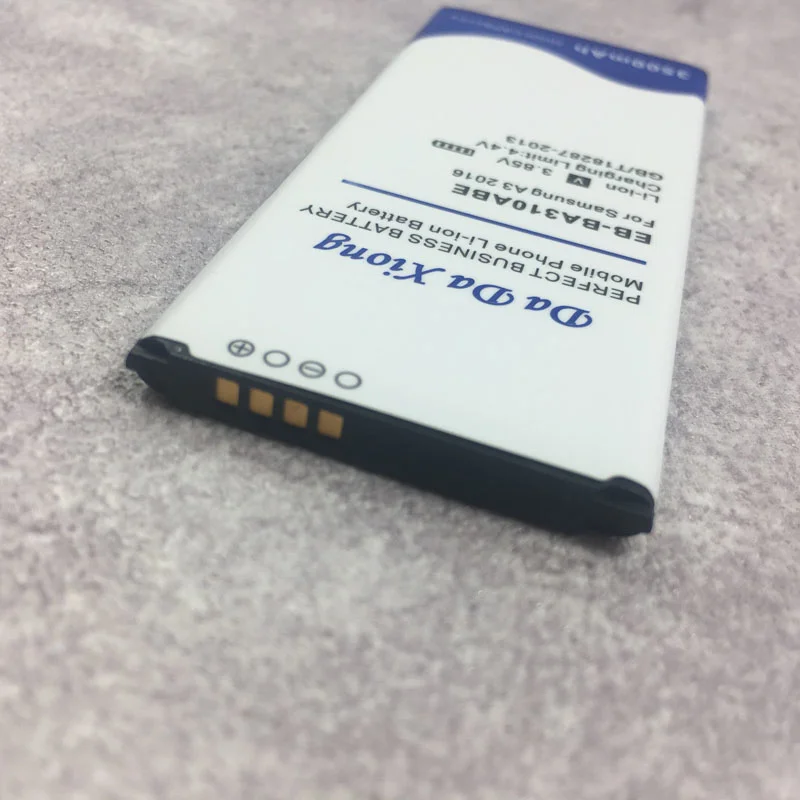 Da Da Xiong
PERFECT BUSINESS BATTERY
Mobile Phone Li-ion Battery
EB-BA310ABE
For Samsung A3 2016
Li-ion V 3.85V
Charging Limit:4.4V
GB/T18287-2013
3500mAh